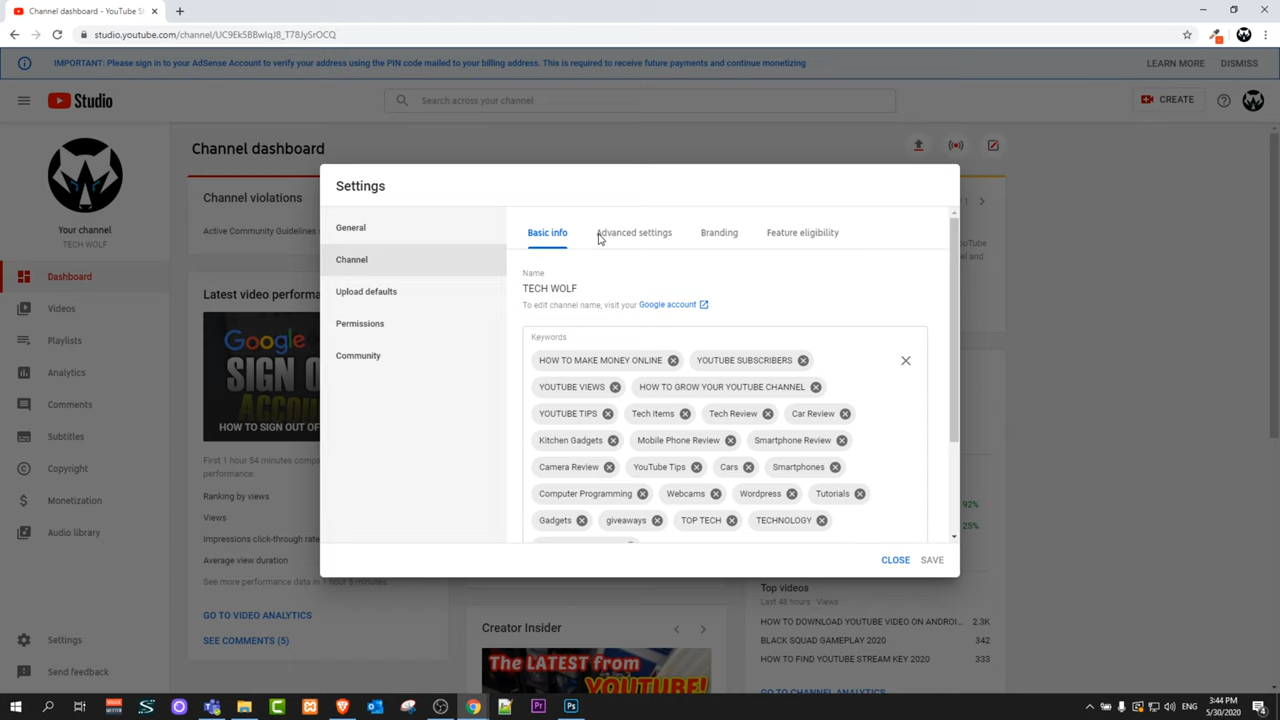 Channel dashboard - YouTube S
studio.youtube.com/channel/UC9Ek5BBwIqJ8_T78JySrOCQ
IMPORTANT: Please sign in to your AdSense Account to verify your address using the PIN code mailed to your billing address. This is required to receive future payments and continue monetizing
LEARN MORE
DISMISS
Studio
Search across your channel
CREATE
Your channel
TECH WOLF
Dashboard
Videos
Playlists
Analytics
Comments
Subtitles
Copyright
Monetization
Audio library
Settings
Send feedback
Channel dashboard
Channel violations
Active Community Guidelines
Latest video performa
Google
SIGN
ACCO
HOW TO SIGN OUT OF
First 1 hour 54 minutes compa
performance:
Ranking by views
Views
Impressions click-through rate
Average view duration
See more performance data in 1 hour 5 minutes.
GO TO VIDEO ANALYTICS
SEE COMMENTS (5)
Settings
General
Channel
Upload defaults
Permissions
Community
Basic info
Advanced settings
Branding
Feature eligibility
Name
TECH WOLF
To edit channel name, visit your Google account
Keywords
HOW TO MAKE MONEY ONLINE
YOUTUBE SUBSCRIBERS
YOUTUBE VIEWS
HOW TO GROW YOUR YOUTUBE CHANNEL
YOUTUBE TIPS
Tech Items
Tech Review
Car Review
Kitchen Gadgets
Mobile Phone Review
Smartphone Review
Camera Review
YouTube Tips
Cars
Smartphones
Computer Programming
Webcams
Wordpress
Tutorials
Gadgets
giveaways
TOP TECH
TECHNOLOGY
CLOSE
SAVE
Creator Insider
The LATEST from
YOUTUBE!
1
and
92%
25%
Top videos
Last 48 hours · Views
HOW TO DOWNLOAD YOUTUBE VIDEO ON ANDROI... 2.3K
BLACK SQUAD GAMEPLAY 2020 342
HOW TO FIND YOUTUBE STREAM KEY 2020 333
GO TO CHANNEL ANALYTICS
ENG
3:44 PM
5/30/2020
4